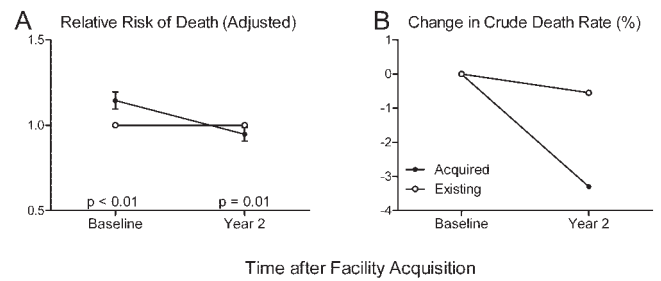 A
Relative Risk of Death (Adjusted)
1.5
1.0
0.5
p < 0.01
p = 0.01
Baseline
Year 2
B
Change in Crude Death Rate (%)
1
0
-1
-2
-3
-4
Acquired
Existing
Baseline
Year 2
Time after Facility Acquisition